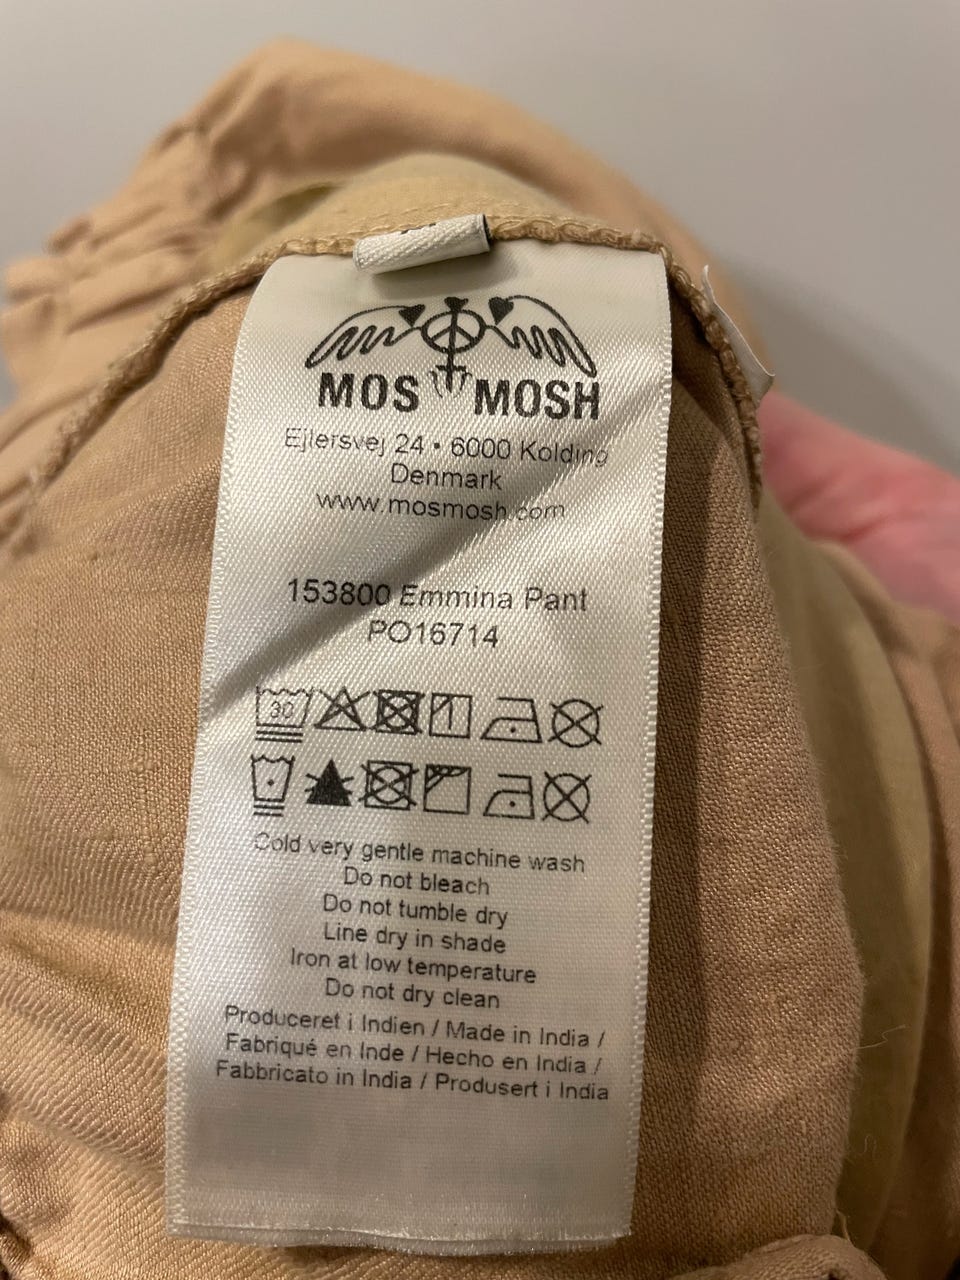 MOS MOSH
Ejlersvej 24 • 6000 Kolding
Denmark
www.mosmosh.com
153800 Emmina Pant
PO16714
30
Cold very gentle machine wash
Do not bleach
Do not tumble dry
Line dry in shade
Iron at low temperature
Do not dry clean
Produceret i Indien / Made in India /
Fabriqué en Inde / Hecho en India /
Fabbricato in India / Produsert i India